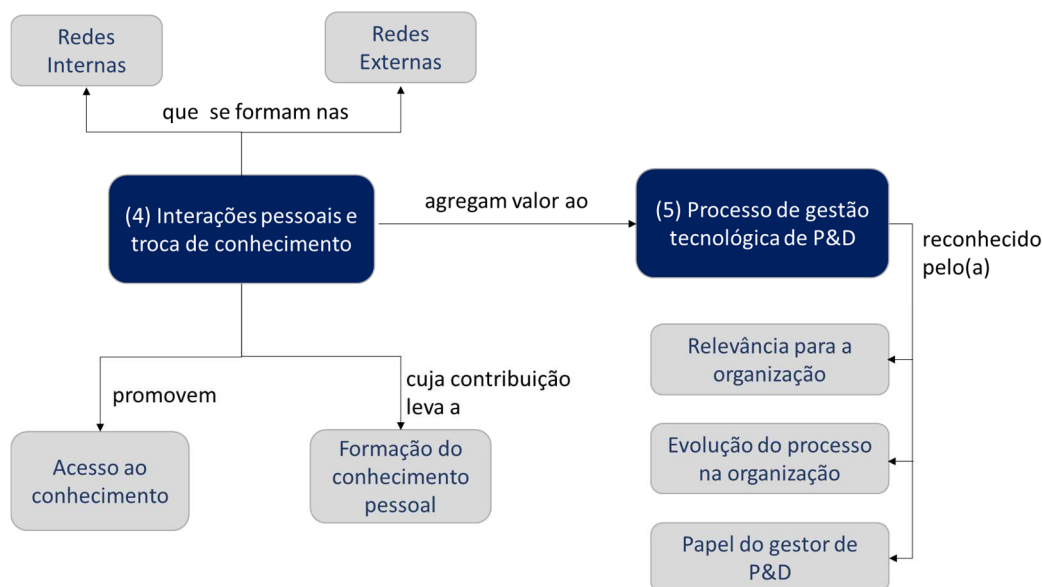 Redes
Internas
Redes
Externas
que se formam nas
(4) Interações pessoais e
troca de conhecimento
agregam valor ao
(5) Processo de gestão
tecnológica de P&D
reconhecido
pelo(a)
Relevância para a
organização
promovem
cuja contribuição
leva a
Acesso ao
conhecimento
Formação do
conhecimento
pessoal
Evolução do processo
na organização
Papel do gestor de
P&D